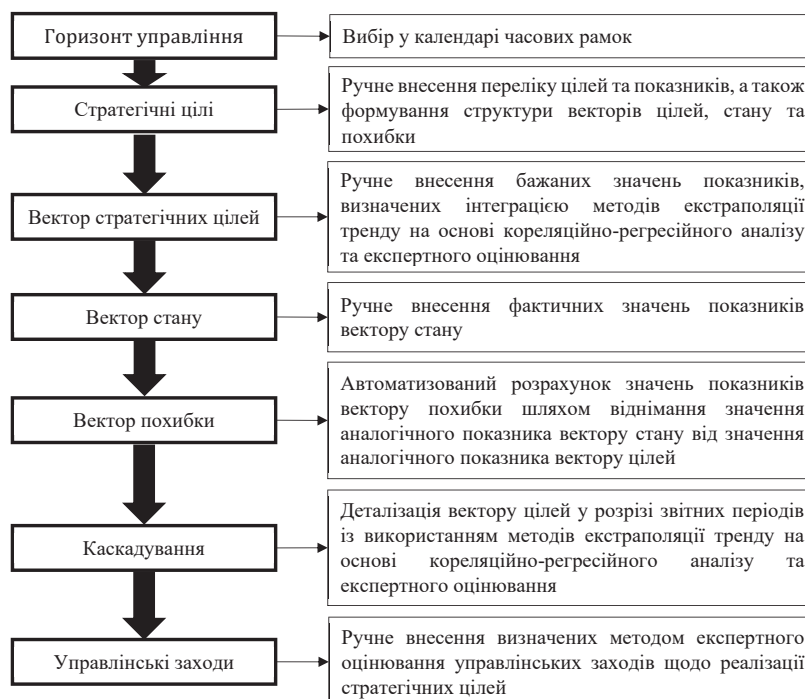 Горизонт управління
Вибір у календарі часових рамок
Стратегічні цілі
Ручне внесення переліку цілей та показників, а також
формування структури векторів цілей, стану та
похибки
Вектор стратегічних цілей
Ручне внесення бажаних значень показників,
визначених інтеграцією методів екстраполяції
тренду на основі кореляційно-регресійного аналізу
та експертного оцінювання
Вектор стану
Ручне внесення фактичних значень показників
вектору стану
Вектор похибки
Автоматизований розрахунок значень показників
вектору похибки шляхом віднімання значення
аналогічного показника вектору стану від значення
аналогічного показника вектору цілей
Каскадування
Деталізація вектору цілей у розрізі звітних періодів
із використанням методів екстраполяції тренду на
основі кореляційно-регресійного аналізу та
експертного оцінювання
Управлінські заходи
Ручне внесення визначених методом експертного
оцінювання управлінських заходів щодо реалізації
стратегічних цілей